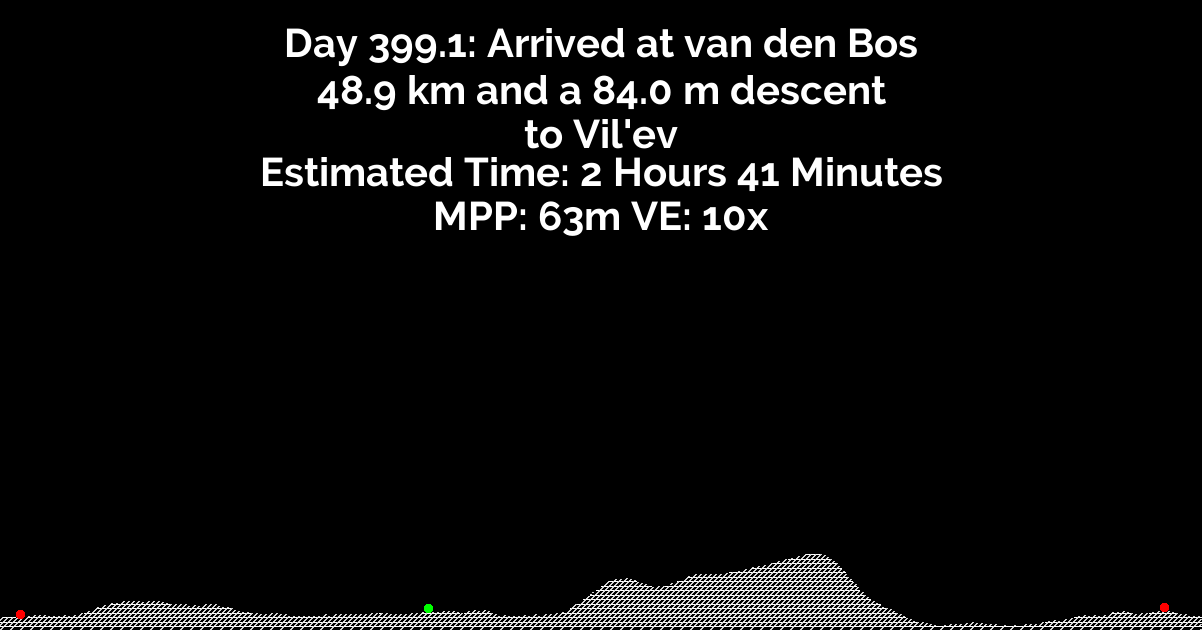 Day 399.1: Arrived at van den Bos
48.9 km and a 84.0 m descent
to Vil'ev
Estimated Time: 2 Hours 41 Minutes
MPP: 63m VE: 10x